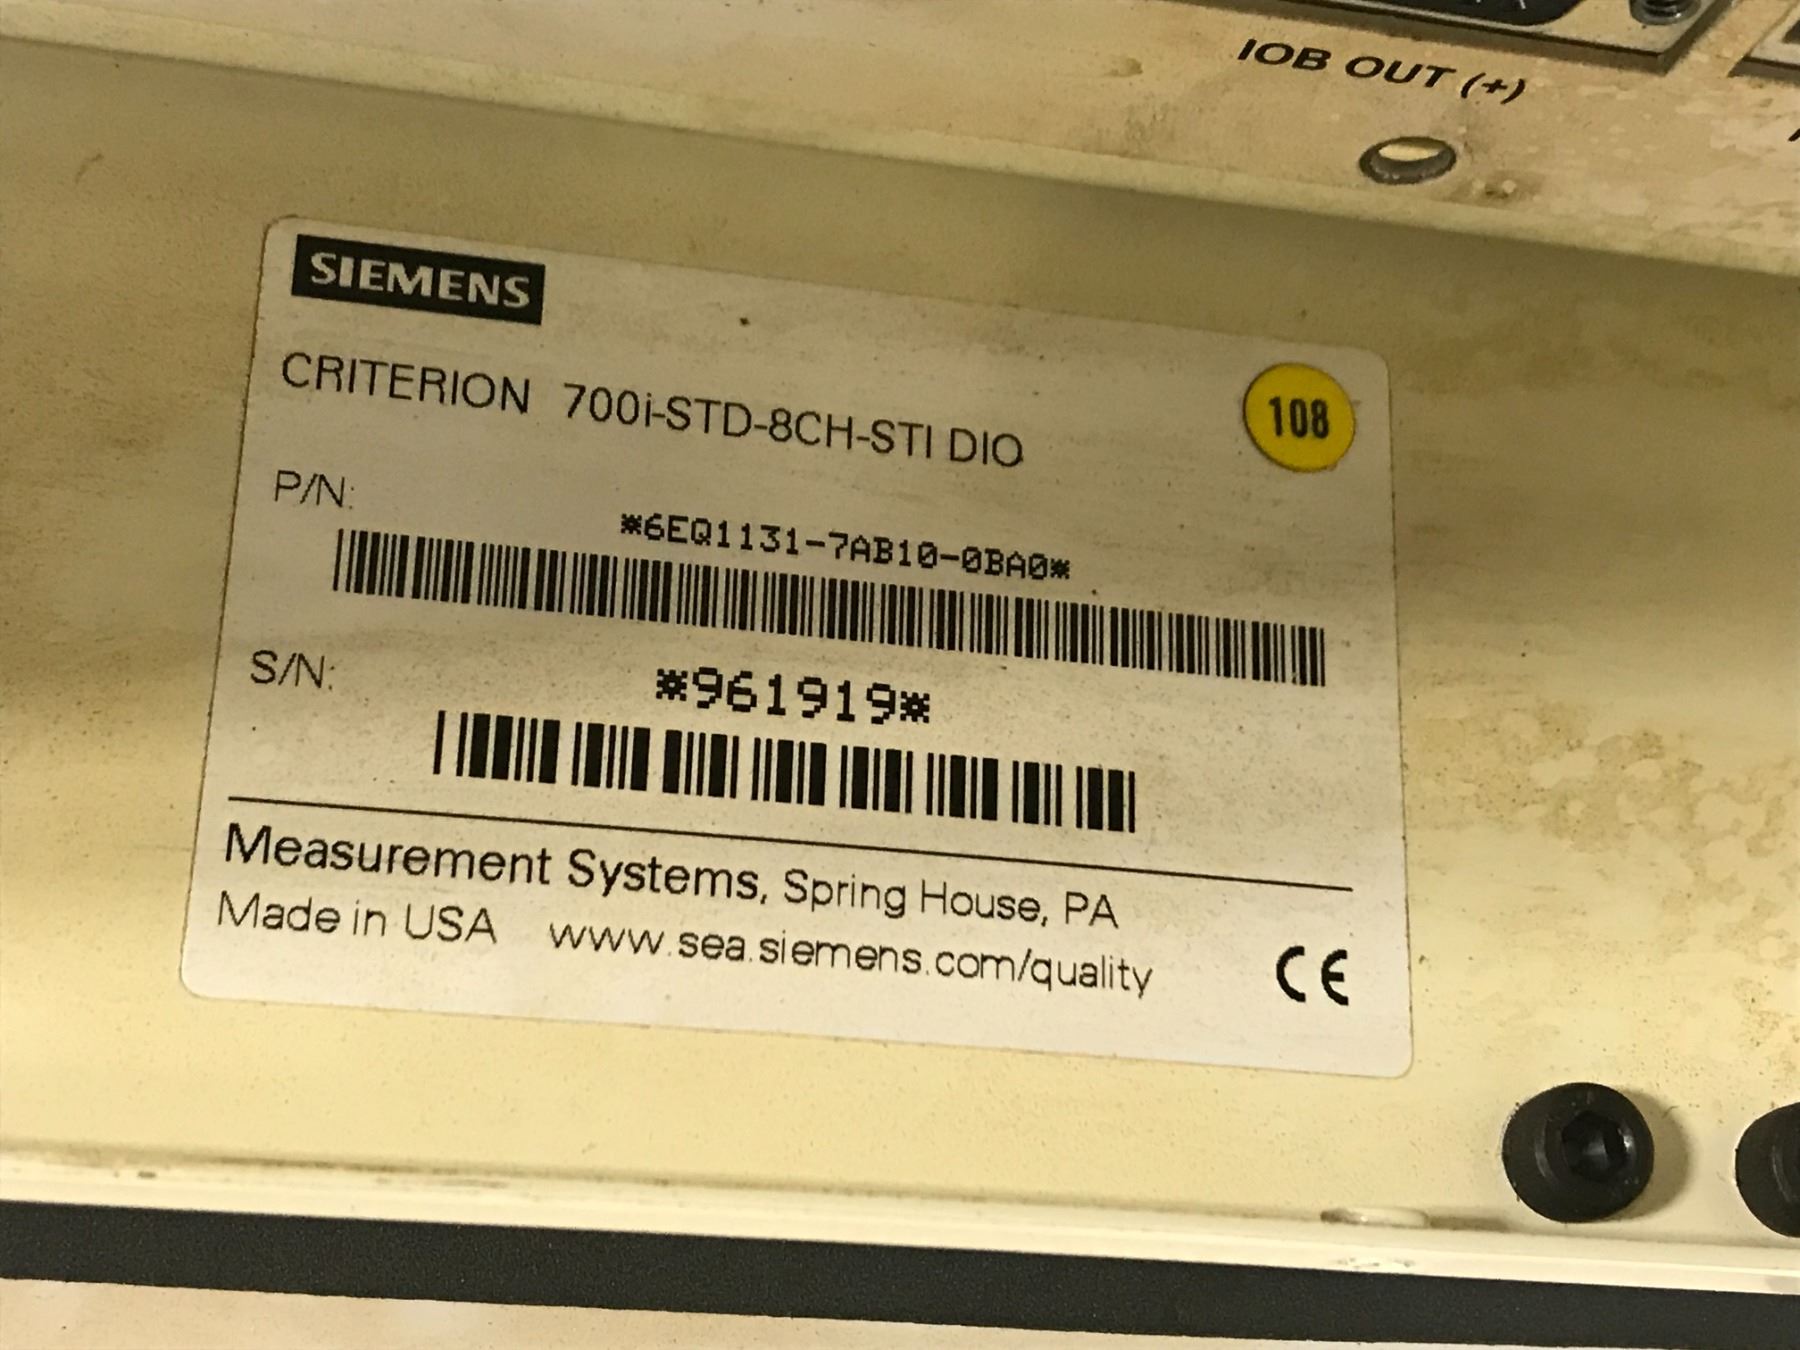 IOB OUT (+)
SIEMENS
CRITERION 700i-STD-8CH-STI DIO
108
P/N:
*6EQ1131-7AB10-0BA0*
S/N:
*961919*
Measurement Systems, Spring House, PA
Made in USA www.sea.siemens.com/quality
CE